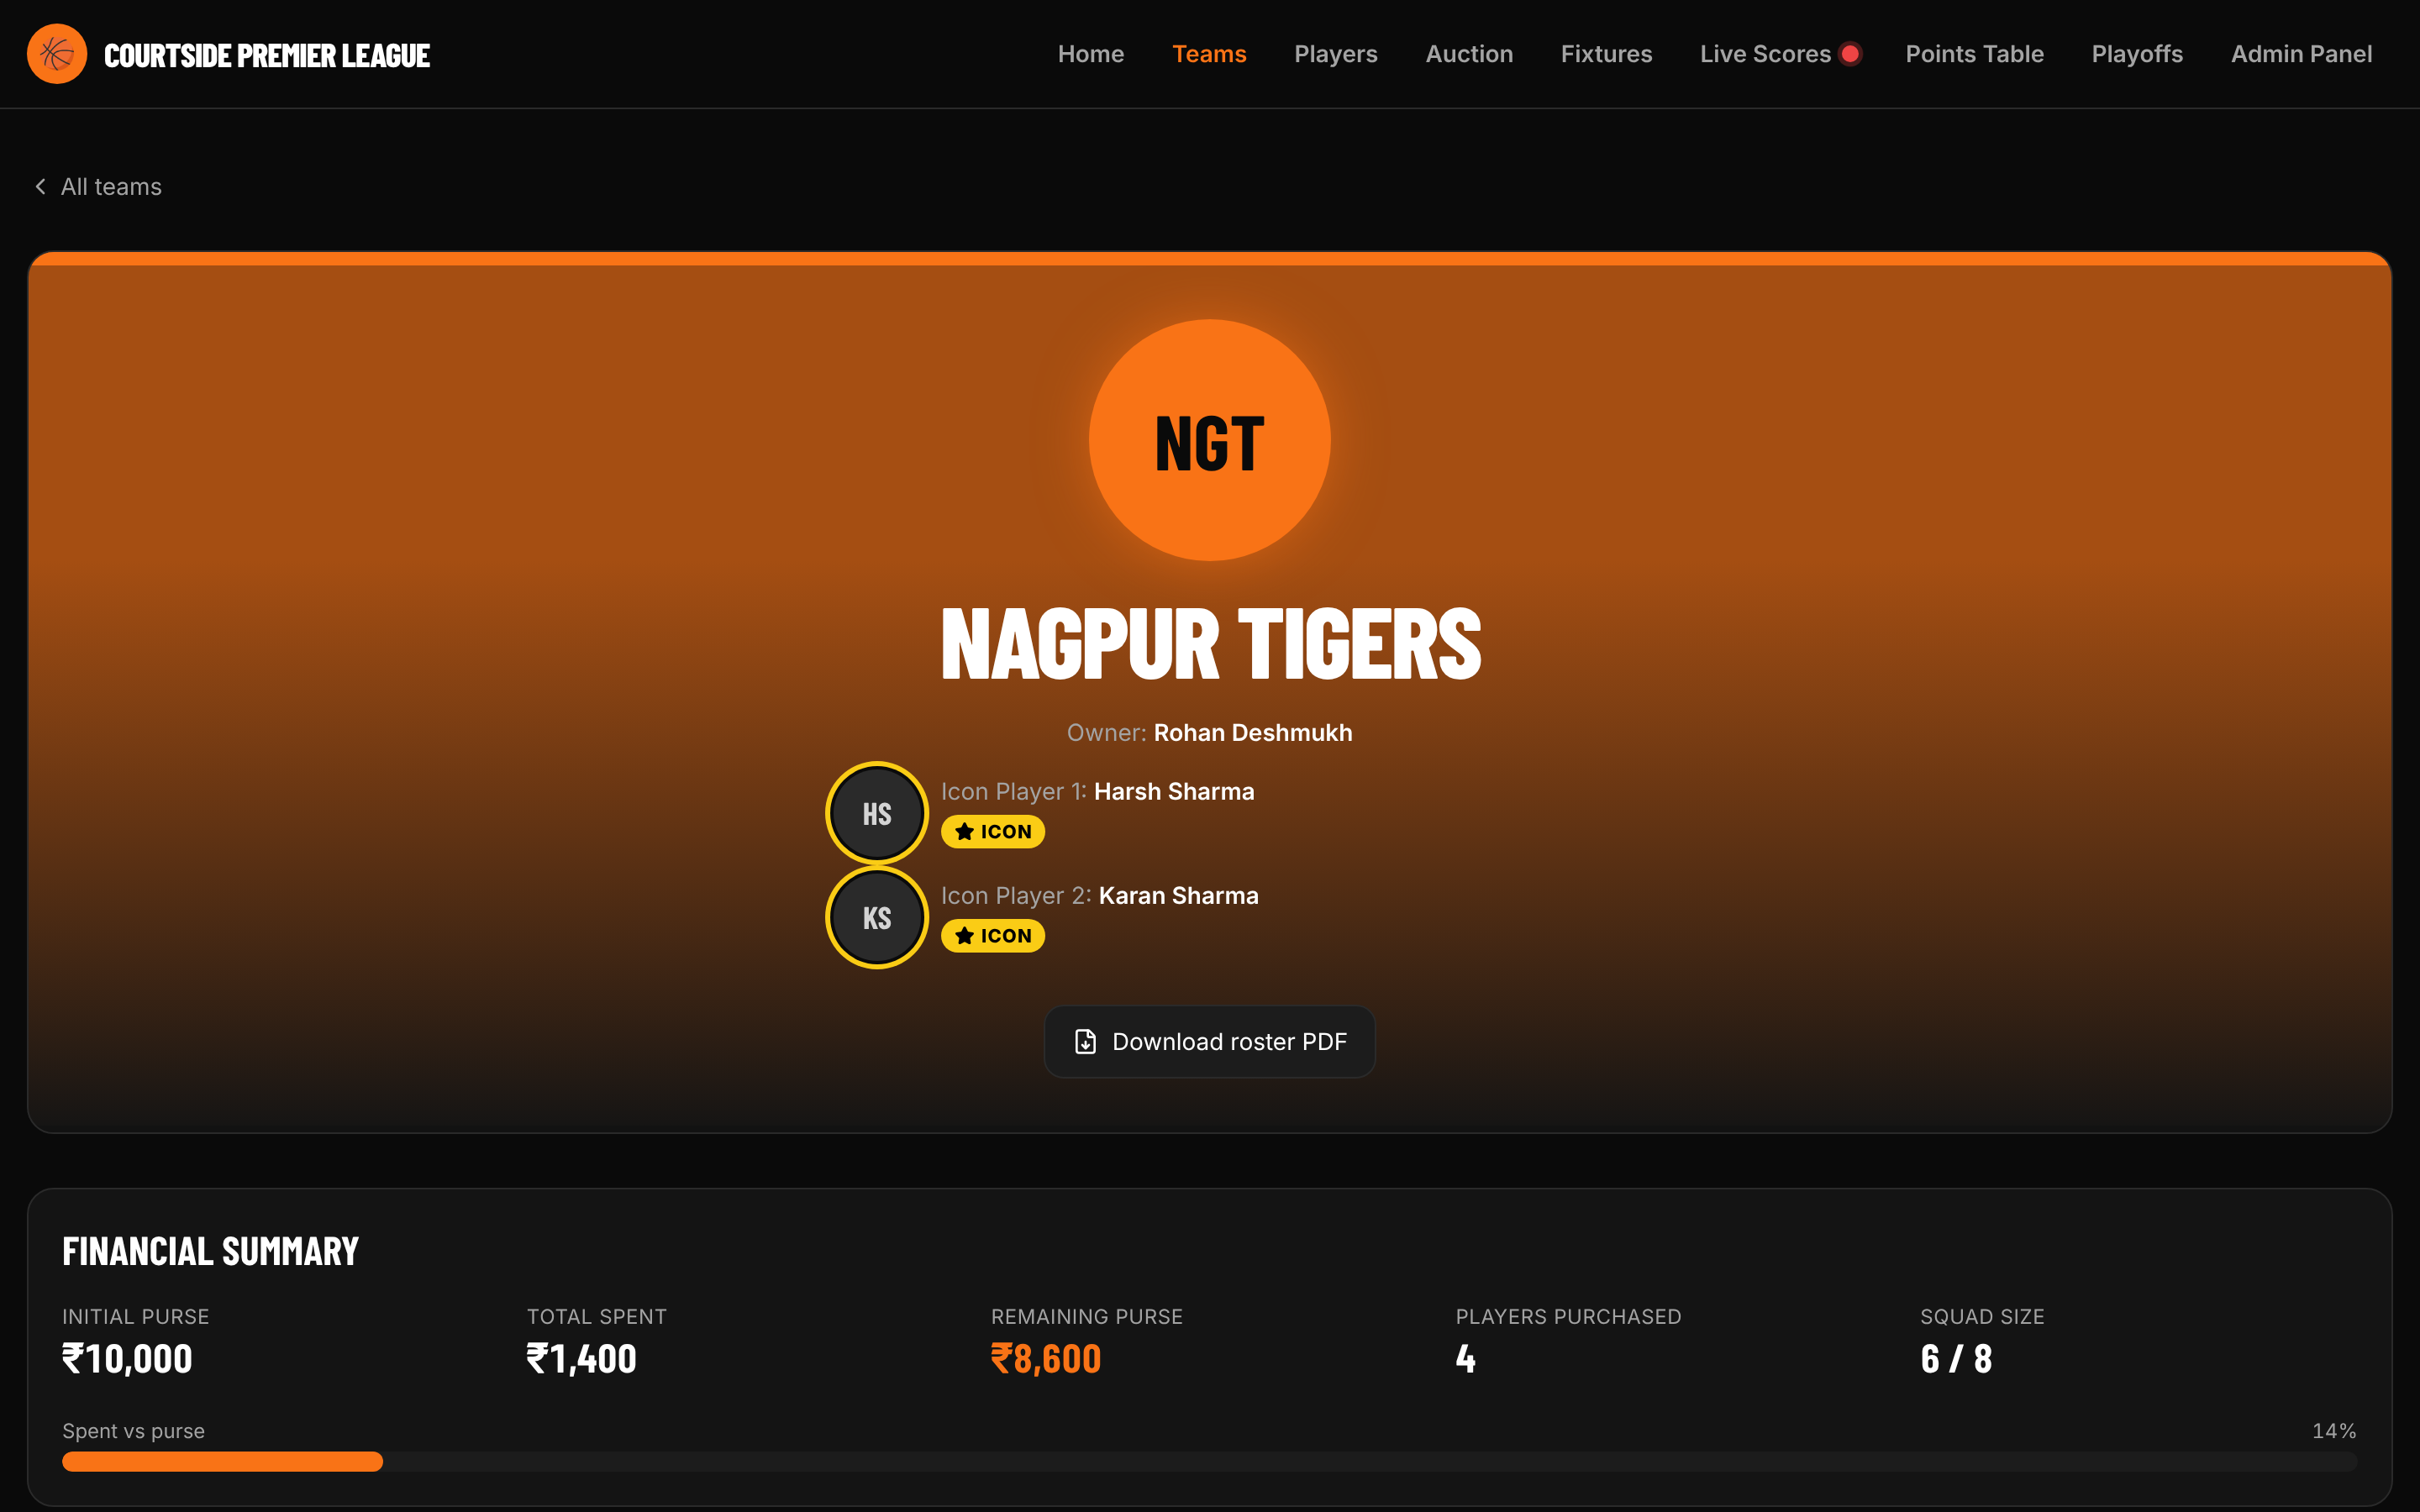 COURTSIDE PREMIER LEAGUE
Home Teams Players Auction Fixtures Live Scores Points Table Playoffs Admin Panel
All teams
NGT
NAGPUR TIGERS
Owner: Rohan Deshmukh
HS
Icon Player 1: Harsh Sharma
ICON
KS
Icon Player 2: Karan Sharma
ICON
Download roster PDF
FINANCIAL SUMMARY
INITIAL PURSE
₹10,000
TOTAL SPENT
₹1,400
REMAINING PURSE
₹8,600
PLAYERS PURCHASED
4
SQUAD SIZE
6 / 8
Spent vs purse
14%